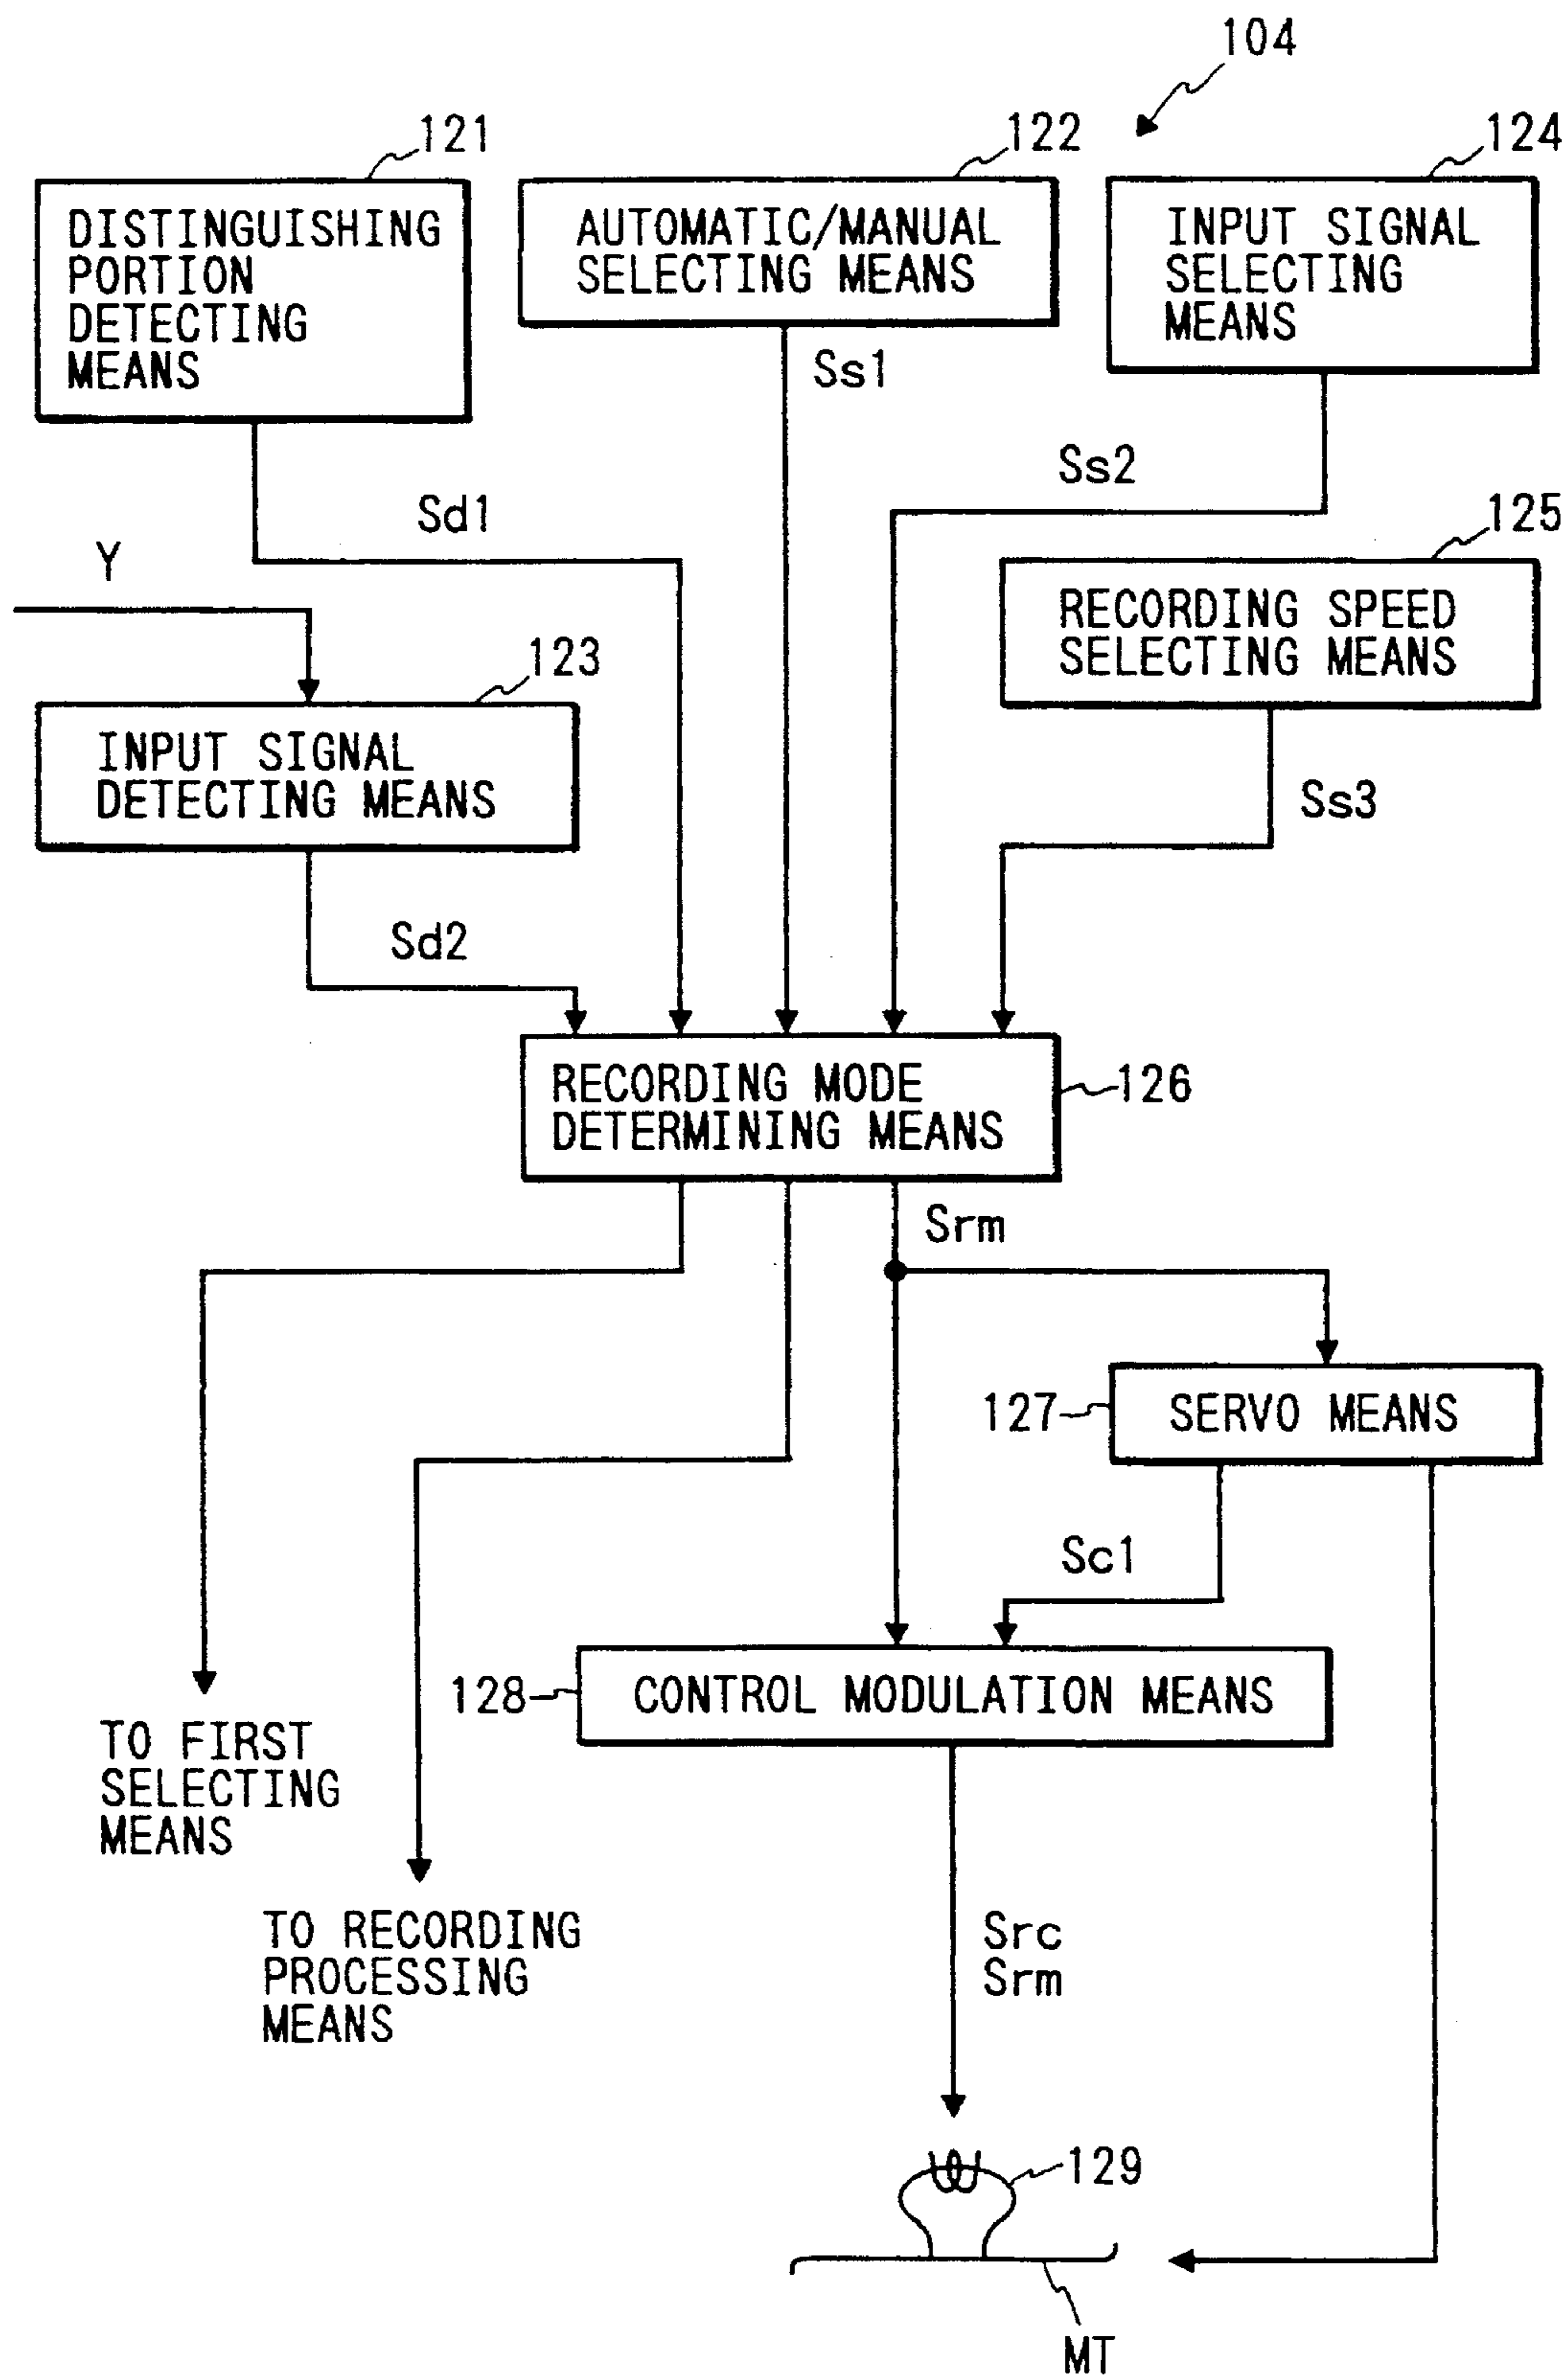 104
121
122
124
DISTINGUISHING
PORTION
DETECTING
MEANS
AUTOMATIC/MANUAL
SELECTING MEANS
INPUT SIGNAL
SELECTING
MEANS
Ss1
Ss2
Sd1
125
Y
RECORDING SPEED
SELECTING MEANS
123
INPUT SIGNAL
DETECTING MEANS
Ss3
Sd2
RECORDING MODE
DETERMINING MEANS
126
Srm
127
SERVO MEANS
Sc1
128
CONTROL MODULATION MEANS
TO FIRST
SELECTING
MEANS
TO RECORDING
PROCESSING
MEANS
Src
Srm
129
MT